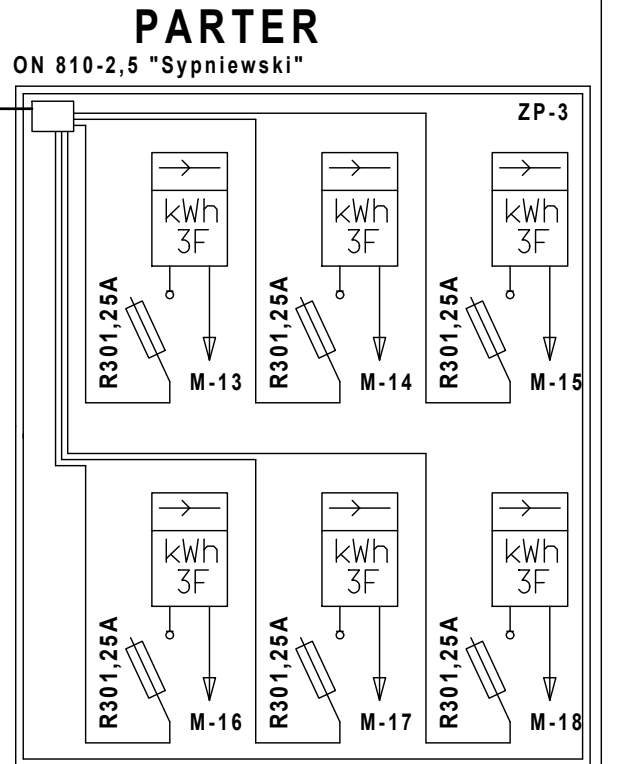 PARTER
ON 810-2,5 "Sypniewski"
ZP-3
kWh
3F
kWh
3F
kWh
3F
R301,25A
R301,25A
R301,25A
M-13
M-14
M-15
kWh
3F
kWh
3F
kWh
3F
R301,25A
R301,25A
R301,25A
M-16
M-17
M-18